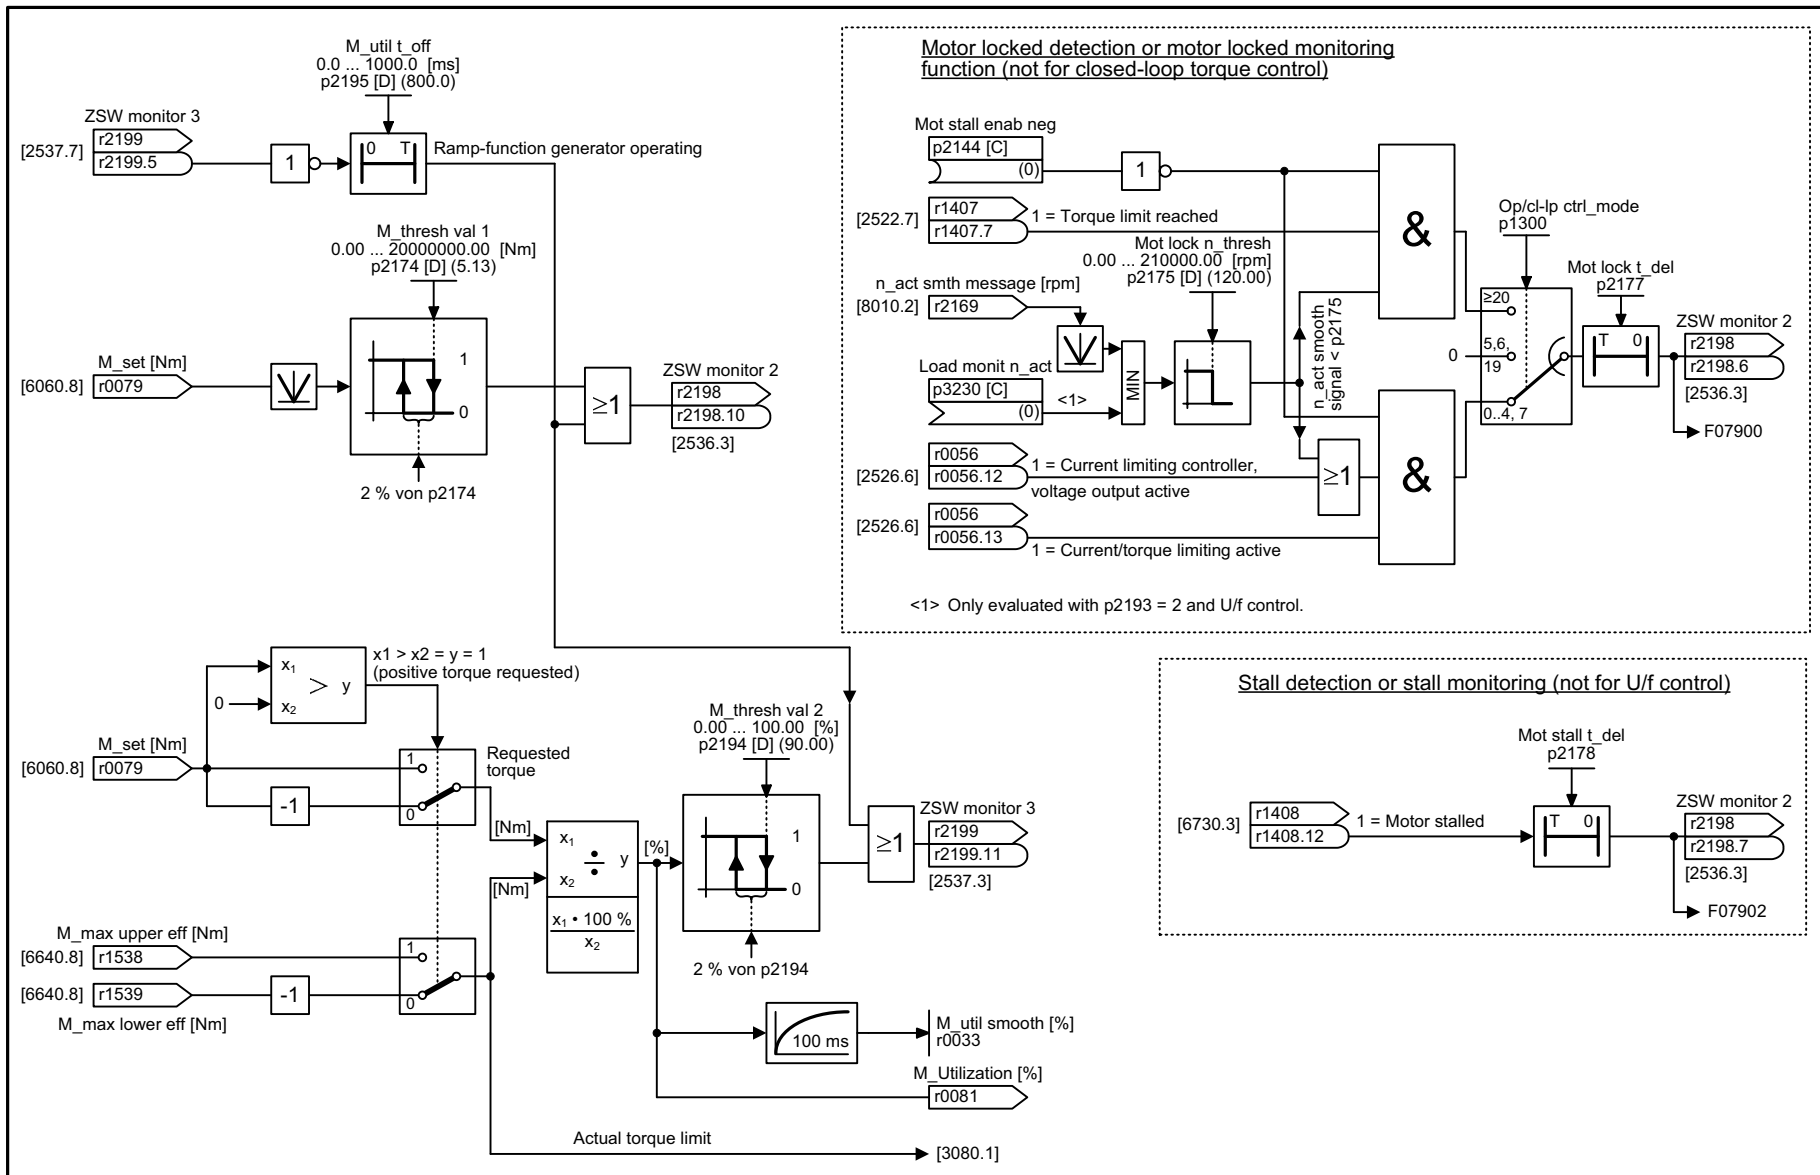 M_util t_off
0.0 ... 1000.0 [ms]
p2195 [D] (800.0)
ZSW monitor 3
[2537.7]
r2199
r2199.5
1
0 T
Ramp-function generator operating
M_thresh val 1
0.00 ... 20000000.00 [Nm]
p2174 [D] (5.13)
M_set [Nm]
[6060.8]
r0079
1
0
2 % von p2174
≥1
ZSW monitor 2
r2198
r2198.10
[2536.3]
x1 > x2 = y = 1
(positive torque requested)
x₁
> y
0
x₂
M_set [Nm]
[6060.8]
r0079
1
0
Requested
torque
-1
[Nm]
[Nm]
x₁
÷ y
x₂
x₁ • 100 %
x₂
[%]
M_max upper eff [Nm]
[6640.8]
r1538
[6640.8]
r1539
-1
1
0
M_max lower eff [Nm]
M_thresh val 2
0.00 ... 100.00 [%]
p2194 [D] (90.00)
1
0
2 % von p2194
≥1
ZSW monitor 3
r2199
r2199.11
[2537.3]
100 ms
M_util smooth [%]
r0033
M_Utilization [%]
r0081
Actual torque limit
[3080.1]
Motor locked detection or motor locked monitoring
function (not for closed-loop torque control)
Mot stall enab neg
p2144 [C]
(0)
1
[2522.7]
r1407
r1407.7
1 = Torque limit reached
Mot lock n_thresh
0.00 ... 210000.00 [rpm]
p2175 [D] (120.00)
n_act smth message [rpm]
[8010.2]
r2169
Load monit n_act
p3230 [C]
(0)
<1>
MIN
n_act smooth
signal < p2175
[2526.6]
r0056
r0056.12
1 = Current limiting controller,
voltage output active
≥1
[2526.6]
r0056
r0056.13
1 = Current/torque limiting active
&
&
Op/cl-lp ctrl_mode
p1300
≥20
0
5,6,
19
0..4, 7
Mot lock t_del
p2177
T 0
ZSW monitor 2
r2198
r2198.6
[2536.3]
F07900
<1> Only evaluated with p2193 = 2 and U/f control.
Stall detection or stall monitoring (not for U/f control)
Mot stall t_del
p2178
[6730.3]
r1408
r1408.12
1 = Motor stalled
T 0
ZSW monitor 2
r2198
r2198.7
[2536.3]
F07902